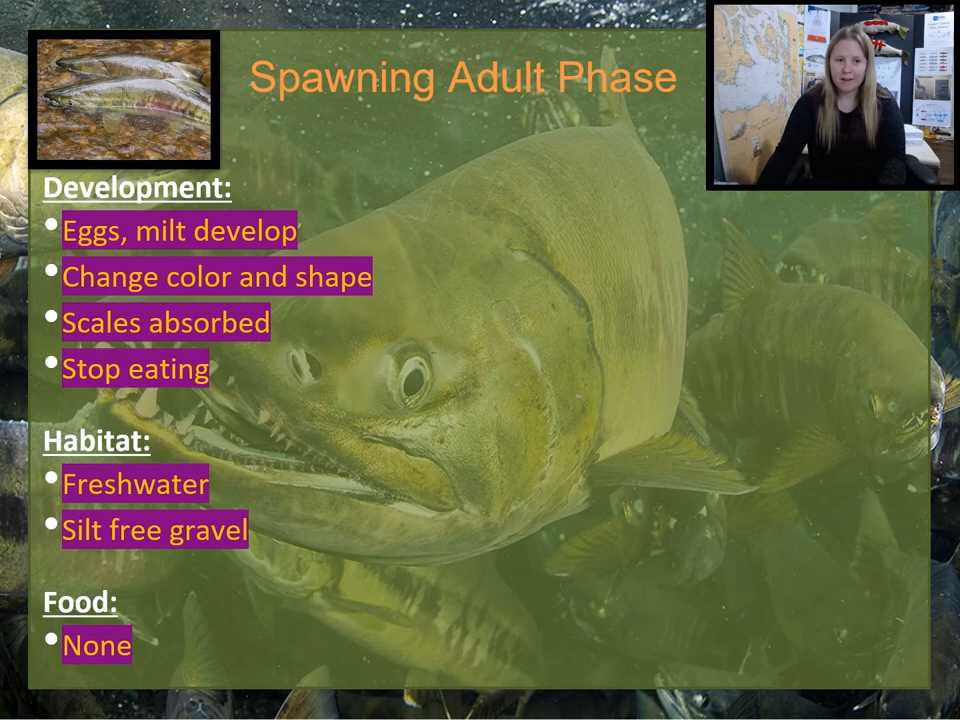 Spawning Adult Phase
Development:
•Eggs, milt develop
•Change color and shape
•Scales absorbed
•Stop eating
Habitat:
•Freshwater
•Silt free gravel
Food:
•None